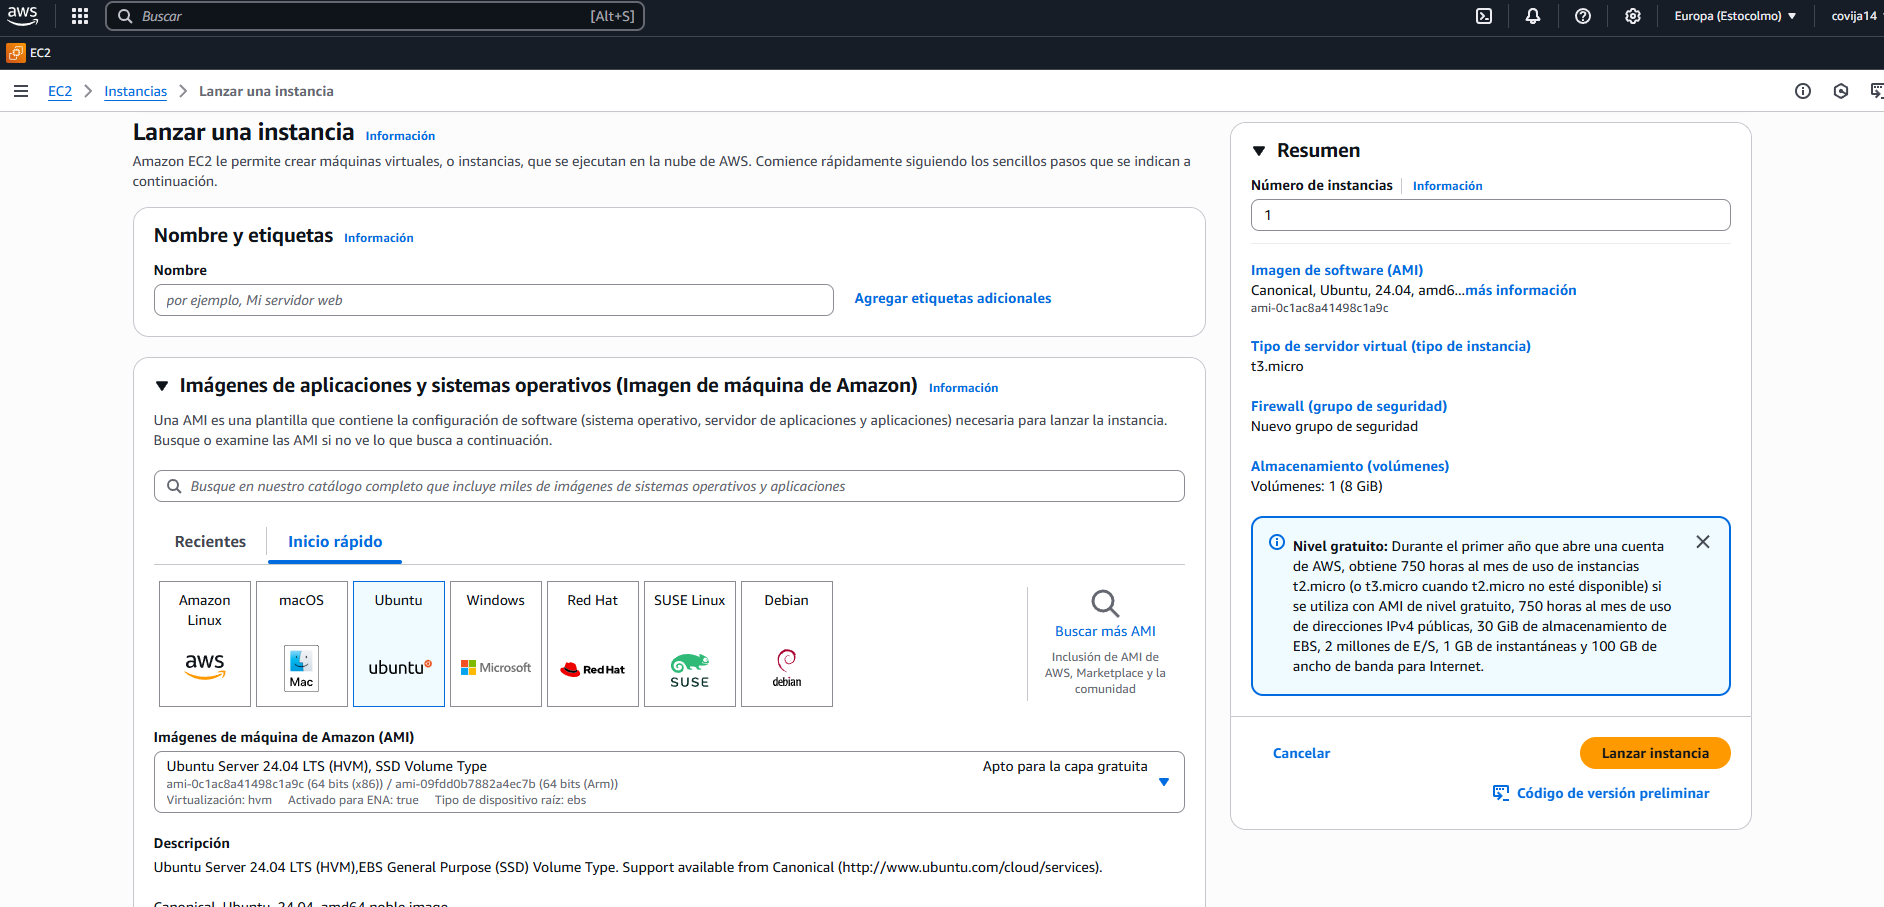 aws
Buscar
[Alt+S]
Europa (Estocolmo)
covija14
EC2
EC2
Instancias
Lanzar una instancia
Lanzar una instancia
Información
Amazon EC2 le permite crear máquinas virtuales, o instancias, que se ejecutan en la nube de AWS. Comience rápidamente siguiendo los sencillos pasos que se indican a
continuación.
Nombre y etiquetas
Información
Nombre
por ejemplo, Mi servidor web
Agregar etiquetas adicionales
Imágenes de aplicaciones y sistemas operativos (Imagen de máquina de Amazon)
Información
Una AMI es una plantilla que contiene la configuración de software (sistema operativo, servidor de aplicaciones y aplicaciones) necesaria para lanzar la instancia.
Busque o examine las AMI si no ve lo que busca a continuación.
Busque en nuestro catálogo completo que incluye miles de imágenes de sistemas operativos y aplicaciones
Recientes
Inicio rápido
Amazon
Linux
aws
macOS
Mac
Ubuntu
ubuntu
Windows
Microsoft
Red Hat
Red Hat
SUSE Linux
SUSE
Debian
debian
Buscar más AMI
Inclusión de AMI de
AWS, Marketplace y la
comunidad
Imágenes de máquina de Amazon (AMI)
Ubuntu Server 24.04 LTS (HVM), SSD Volume Type
Apto para la capa gratuita
ami-0c1ac8a41498c1a9c (64 bits (x86)) / ami-09fdd0b7882a4ec7b (64 bits (Arm))
Virtualización: hvm Activado para ENA: true Tipo de dispositivo raíz: ebs
Descripción
Ubuntu Server 24.04 LTS (HVM),EBS General Purpose (SSD) Volume Type. Support available from Canonical (http://www.ubuntu.com/cloud/services).
Canonical, Ubuntu, 24.04, amd64 noble image
Resumen
Número de instancias
Información
1
Imagen de software (AMI)
Canonical, Ubuntu, 24.04, amd6...más información
ami-0c1ac8a41498c1a9c
Tipo de servidor virtual (tipo de instancia)
t3.micro
Firewall (grupo de seguridad)
Nuevo grupo de seguridad
Almacenamiento (volúmenes)
Volúmenes: 1 (8 GiB)
Nivel gratuito: Durante el primer año que abre una cuenta
de AWS, obtiene 750 horas al mes de uso de instancias
t2.micro (o t3.micro cuando t2.micro no esté disponible) si
se utiliza con AMI de nivel gratuito, 750 horas al mes de uso
de direcciones IPv4 públicas, 30 GiB de almacenamiento de
EBS, 2 millones de E/S, 1 GB de instantáneas y 100 GB de
ancho de banda para Internet.
Cancelar
Lanzar instancia
Código de versión preliminar